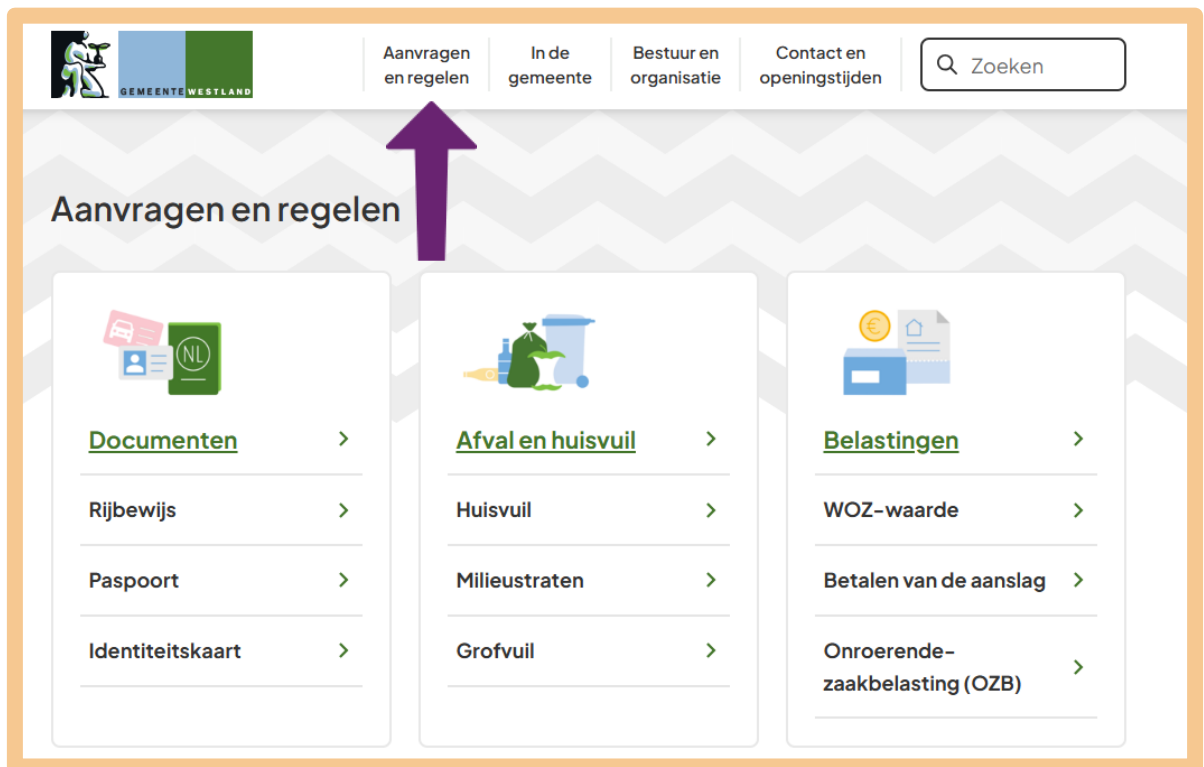 GEMEENTE WESTLAND
Aanvragen
en regelen
In de
gemeente
Bestuur en
organisatie
Contact en
openingstijden
Zoeken
Aanvragen en regelen
NL
€
Documenten
Rijbewijs
Paspoort
Identiteitskaart
Afval en huisvuil
Huisvuil
Milieustraten
Grofvuil
Belastingen
WOZ-waarde
Betalen van de aanslag
Onroerende-
zaakbelasting (OZB)